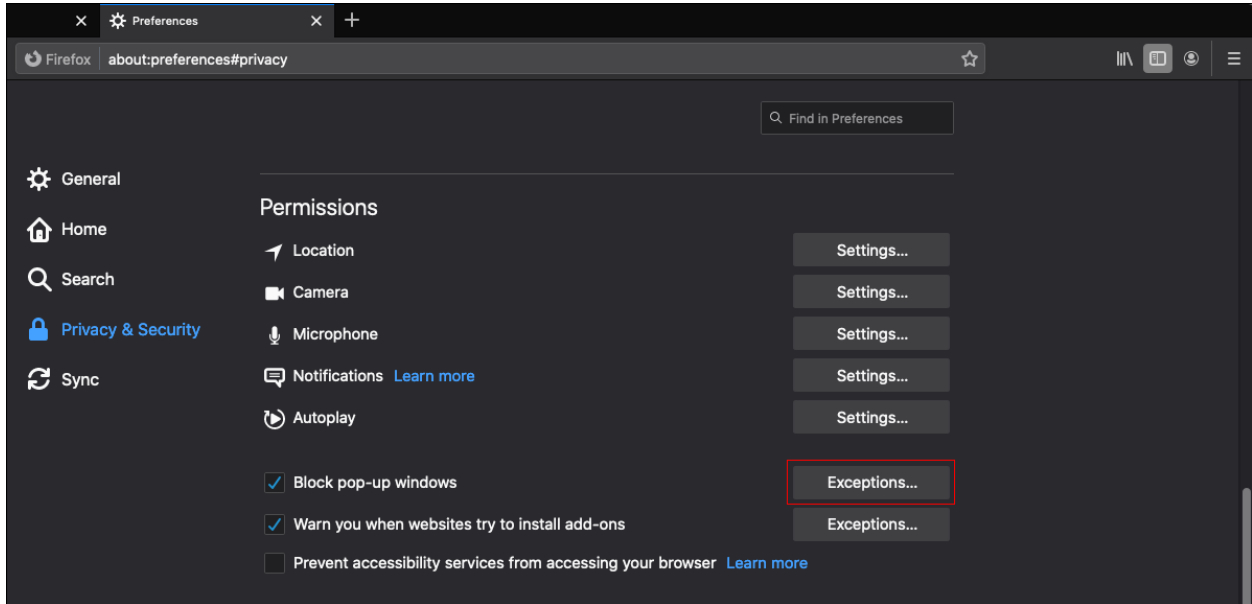 Preferences
Firefox about:preferences#privacy
Find in Preferences
General
Home
Search
Privacy & Security
Sync
Permissions
Location Settings...
Camera Settings...
Microphone Settings...
Notifications Learn more Settings...
Autoplay Settings...
Block pop-up windows Exceptions...
Warn you when websites try to install add-ons Exceptions...
Prevent accessibility services from accessing your browser Learn more